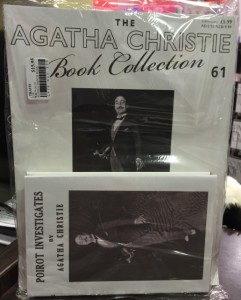 THE
AGATHA CHRISTIE
Book Collection
61
POIROT INVESTIGATES
BY
AGATHA CHRISTIE